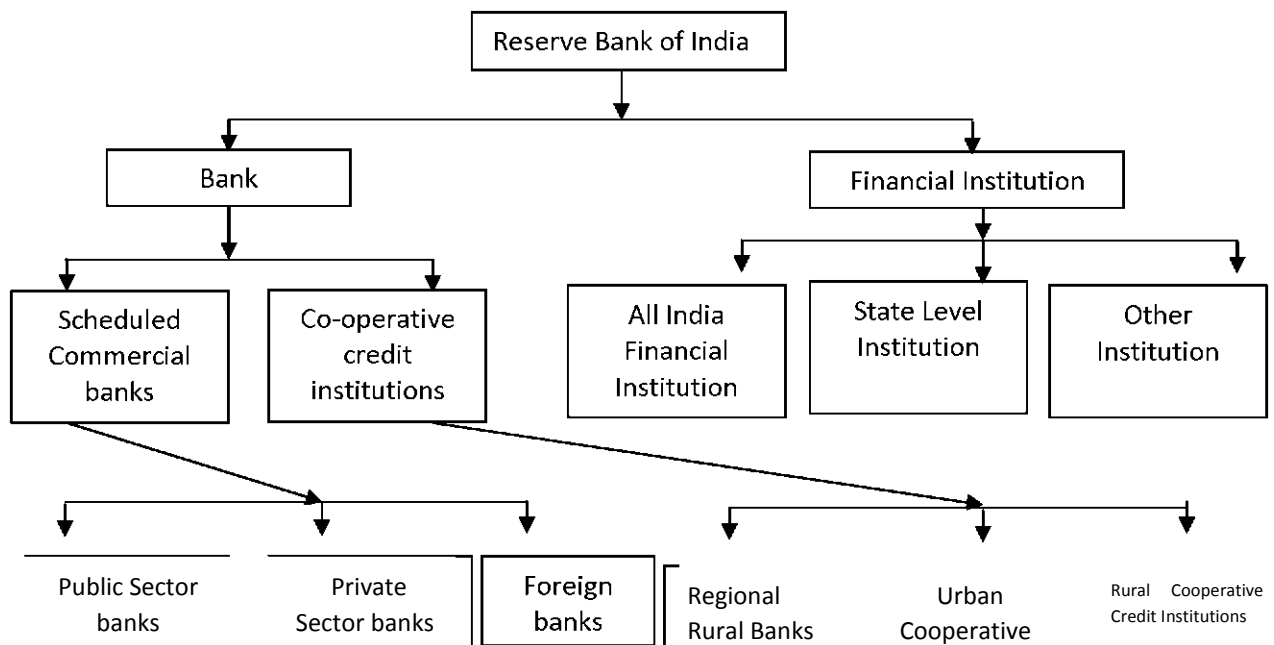 Reserve Bank of India
Bank
Financial Institution
Scheduled
Commercial
banks
Co-operative
credit
institutions
All India
Financial
Institution
State Level
Institution
Other
Institution
Public Sector
banks
Private
Sector banks
Foreign
banks
Regional
Rural Banks
Urban
Cooperative
Rural Cooperative
Credit Institutions